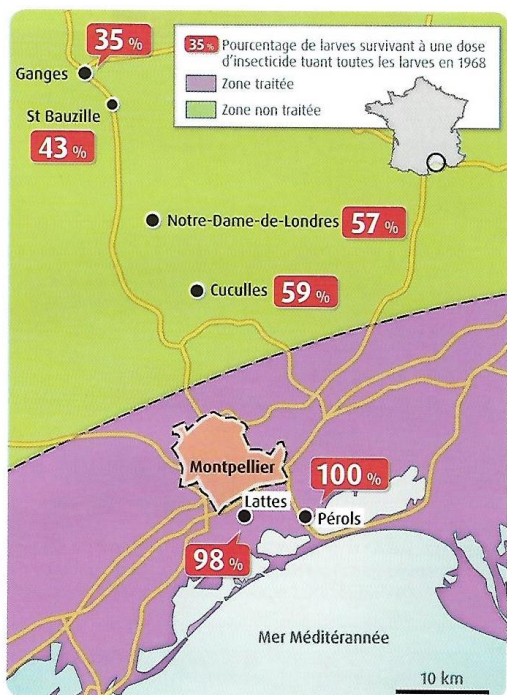 35 %
Ganges
St Bauzille
43 %
35 % Pourcentage de larves survivant à une dose
d'insecticide tuant toutes les larves en 1968
Zone traitée
Zone non traitée
Notre-Dame-de-Londres 57 %
Cuculles 59 %
Montpellier
100 %
Lattes
Pérols
98 %
Mer Méditérannée
10 km